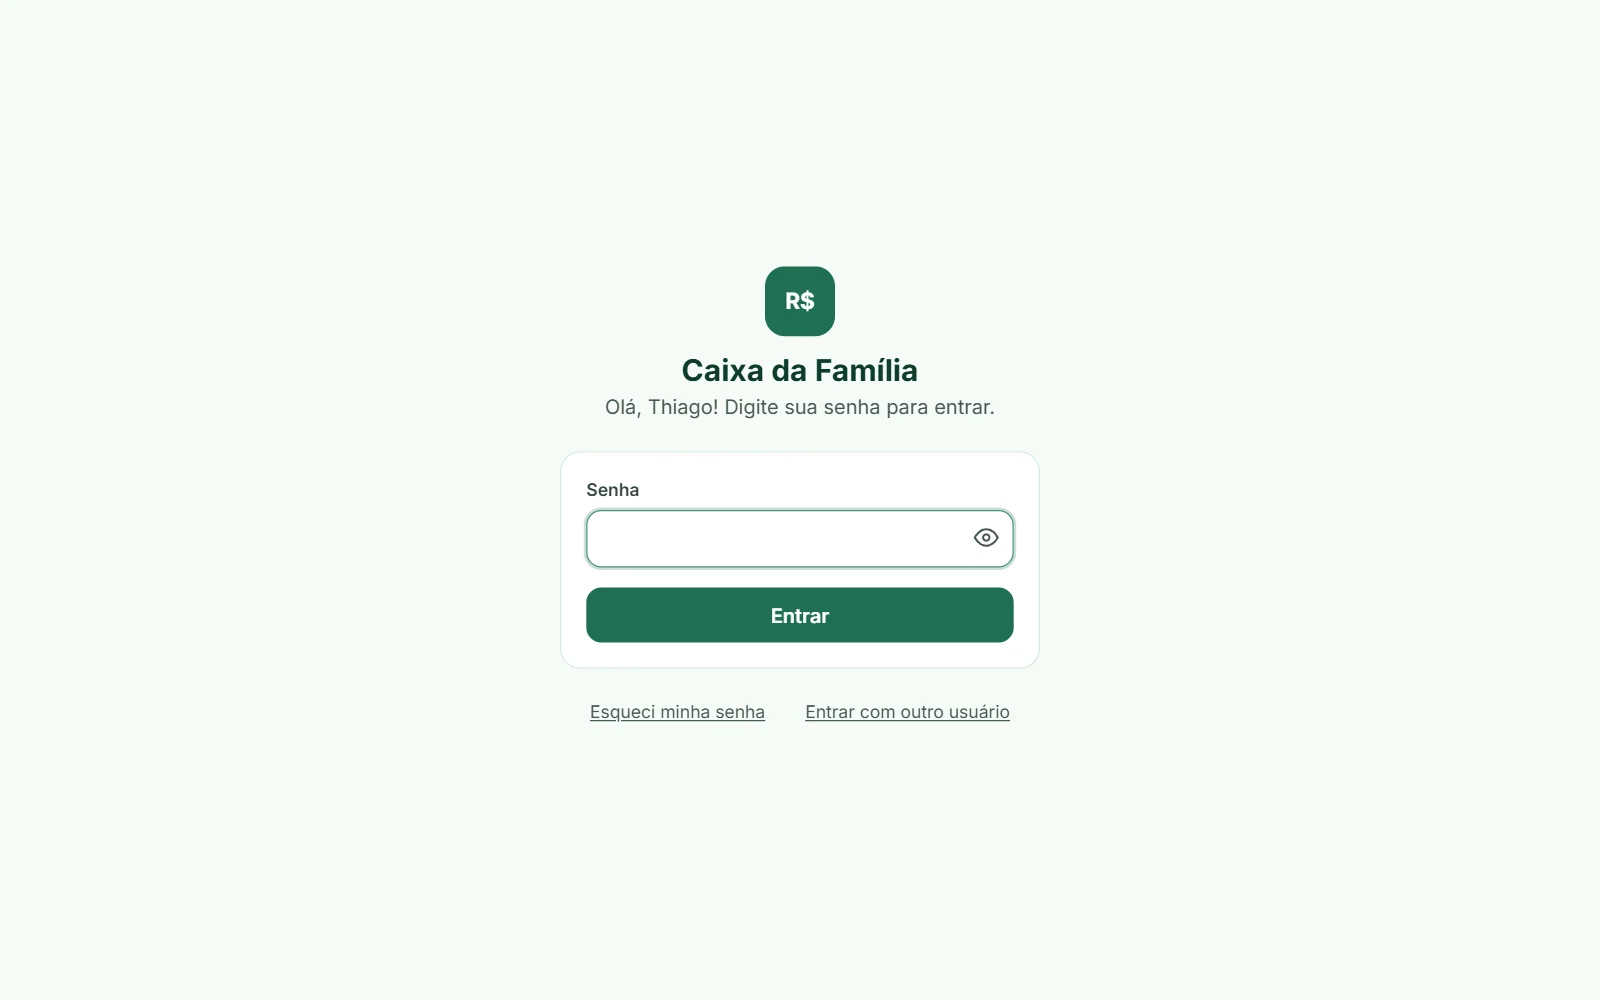 R$
Caixa da Família
Olá, Thiago! Digite sua senha para entrar.
Senha
Entrar
Esqueci minha senha
Entrar com outro usuário